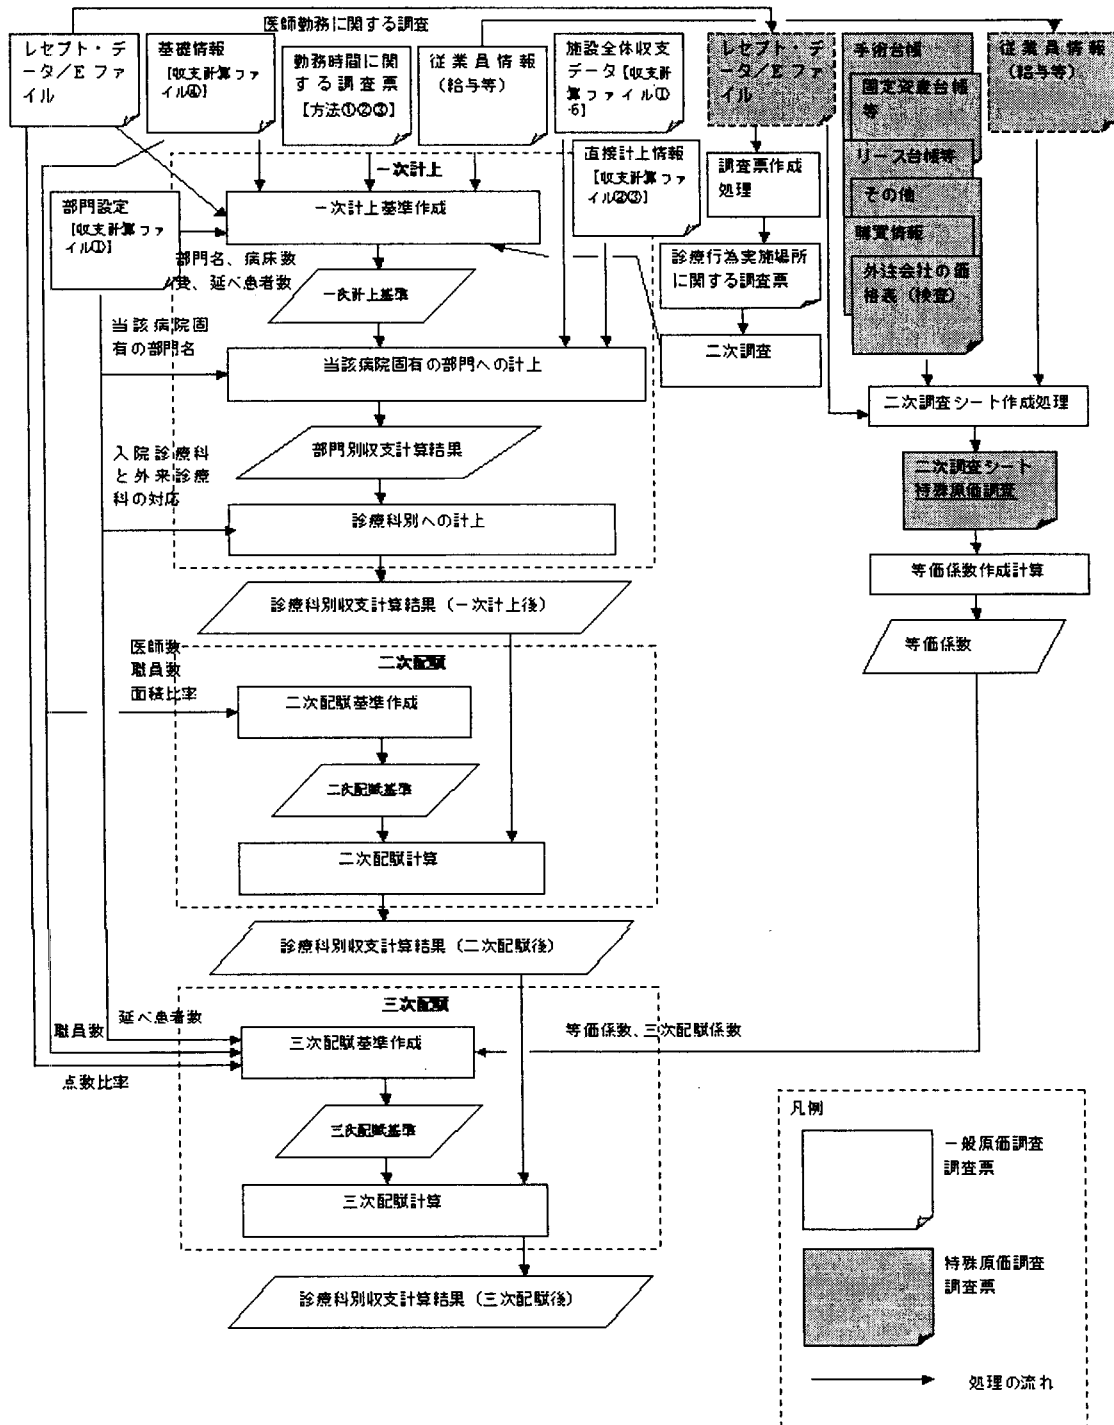 医師勤務に関する調査
レセプト・デ
ータ/E ファ
イル
基礎情報
【収支計算ファ
イル④】
勤務時間に関
する調査票
【方法①②③】
従業員情報
(給与等)
施設全体収支
データ【収支計
算ファイル①
-6】
レセプト・デ
ータ/E ファ
イル
手術台帳
固定資産台帳
等
リース台帳等
その他
購買情報
外注会社の価
格表(検査)
従業員情報
(給与等)
直接計上情報
【収支計算ファ
イル②③】
調査票作成
処理
診療行為実施場所
に関する調査票
二次調査
一次計上
一次計上基準作成
部門設定
【収支計算ファ
イル①】
部門名、病床数
、延べ患者数
一次計上基準
当該病院固
有の部門名
当該病院固有の部門への計上
部門別収支計算結果
入院診療科
と外来診療
科の対応
診療科別への計上
診療科別収支計算結果(一次計上後)
二次調査シート作成処理
二次調査シート
特殊原価調査
等価係数作成計算
等価係数
医師数
職員数
面積比率
二次配賦
二次配賦基準作成
二次配賦基準
二次配賦計算
診療科別収支計算結果(二次配賦後)
三次配賦
職員数
延べ患者数
点数比率
三次配賦基準作成
等価係数、三次配賦係数
三次配賦基準
三次配賦計算
診療科別収支計算結果(三次配賦後)
凡例
一般原価調査
調査票
特殊原価調査
調査票
処理の流れ